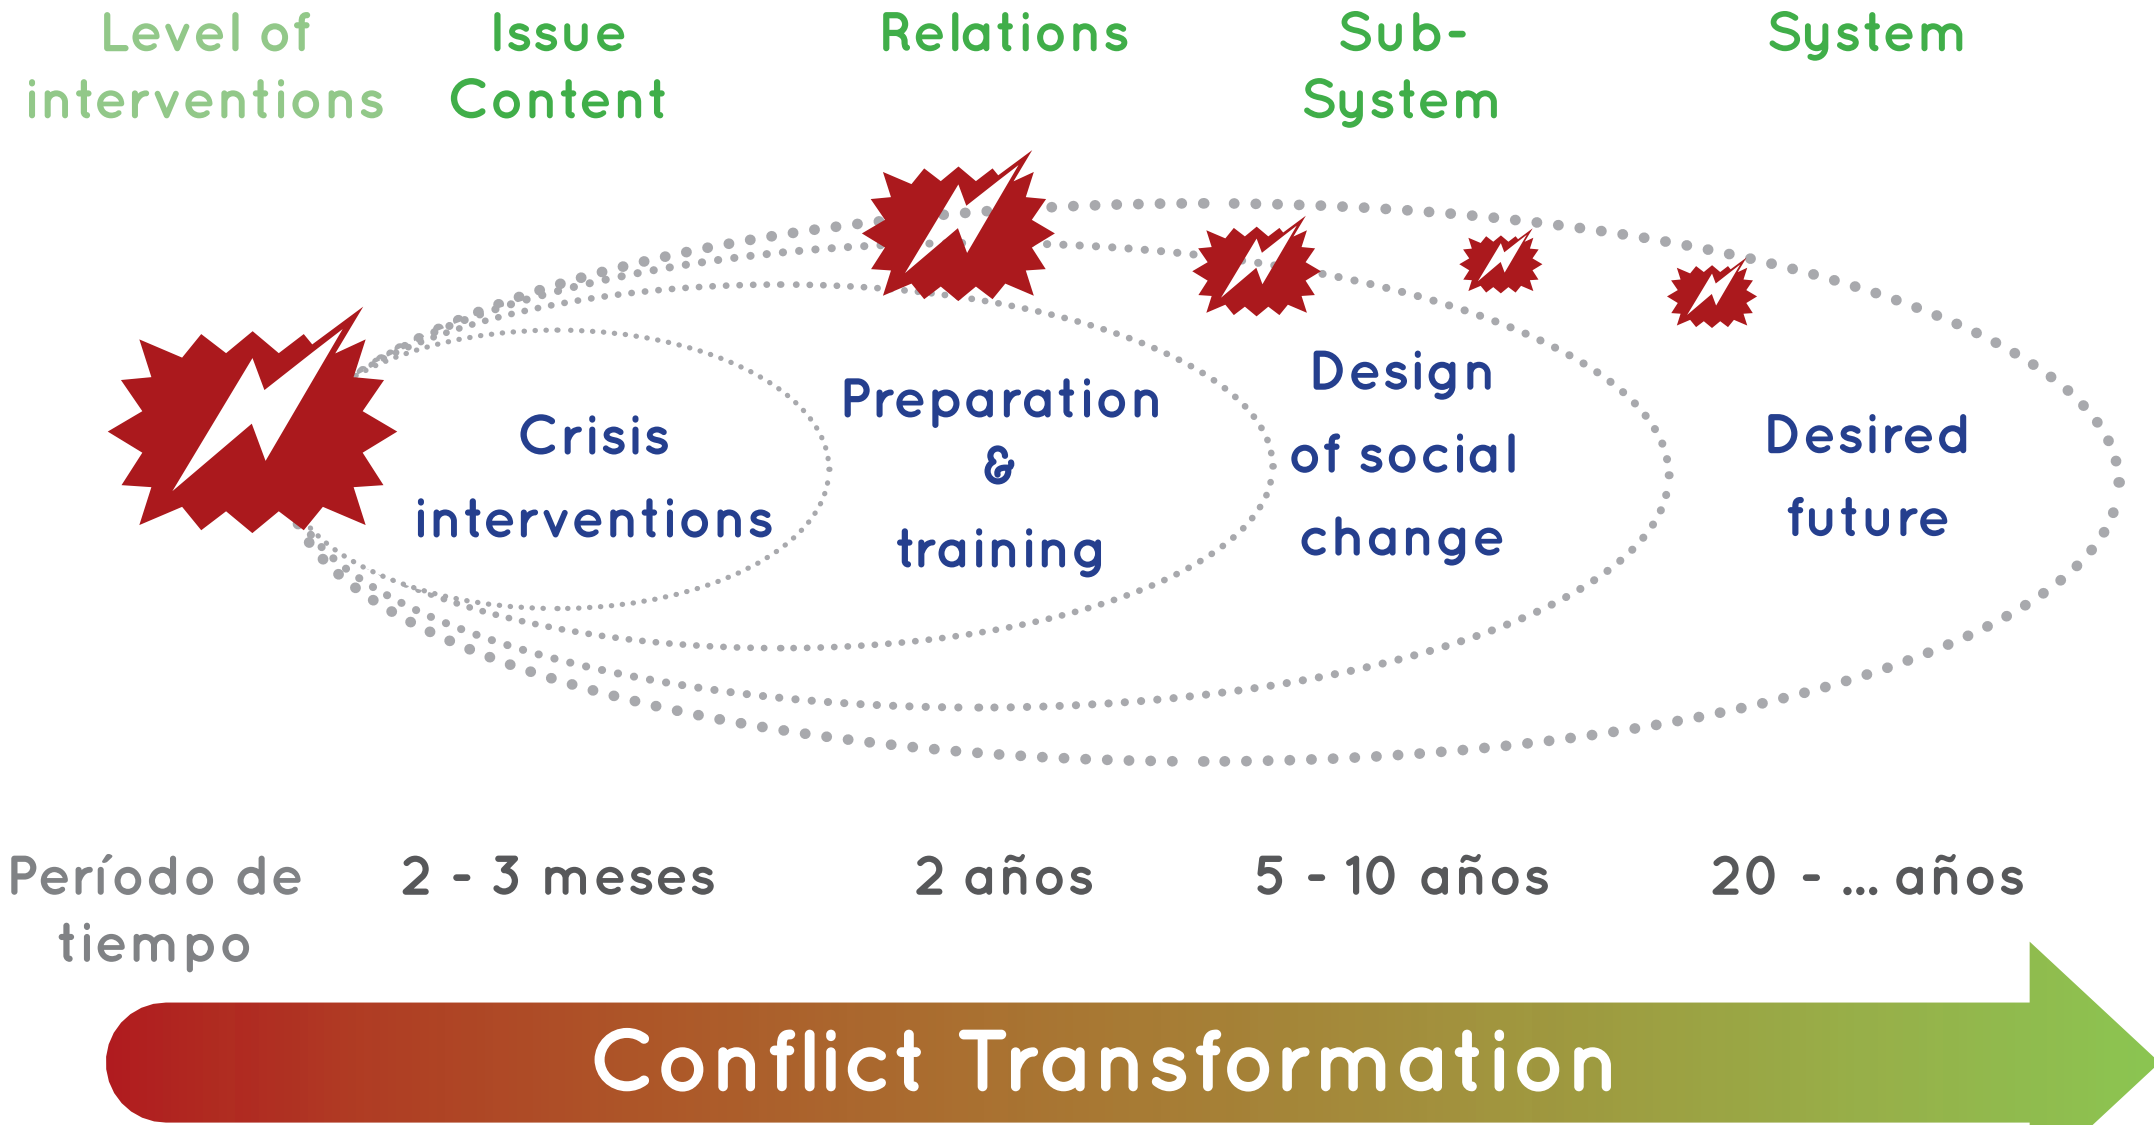 Level of
interventions
Issue
Content
Relations
Sub-
System
System
Crisis
interventions
Preparation
&
training
Design
of social
change
Desired
future
Período de
tiempo
2 - 3 meses
2 años
5 - 10 años
20 - ... años
Conflict Transformation